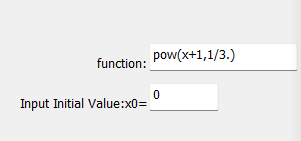 function: pow(x+1,1/3.)
Input Initial Value:x0= 0